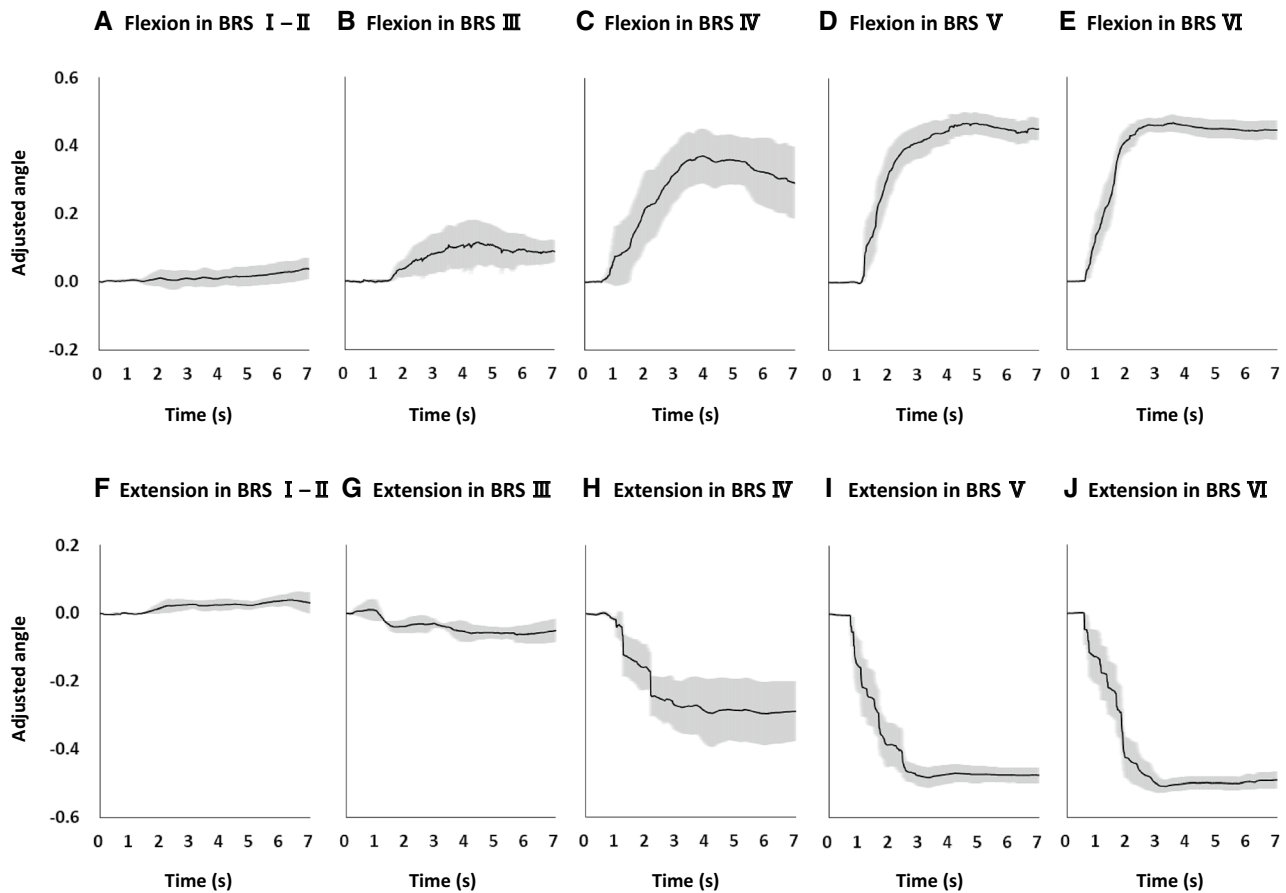 A Flexion in BRS Ⅰ – Ⅱ
B Flexion in BRS Ⅲ
C Flexion in BRS Ⅳ
D Flexion in BRS Ⅴ
E Flexion in BRS Ⅵ
Adjusted angle
0.6
0.4
0.2
0.0
-0.2
0 1 2 3 4 5 6 7
0 1 2 3 4 5 6 7
0 1 2 3 4 5 6 7
0 1 2 3 4 5 6 7
0 1 2 3 4 5 6 7
Time (s)
Time (s)
Time (s)
Time (s)
Time (s)
F Extension in BRS Ⅰ – Ⅱ
G Extension in BRS Ⅲ
H Extension in BRS Ⅳ
I Extension in BRS Ⅴ
J Extension in BRS Ⅵ
Adjusted angle
0.2
0.0
-0.2
-0.4
-0.6
0 1 2 3 4 5 6 7
0 1 2 3 4 5 6 7
0 1 2 3 4 5 6 7
0 1 2 3 4 5 6 7
0 1 2 3 4 5 6 7
Time (s)
Time (s)
Time (s)
Time (s)
Time (s)